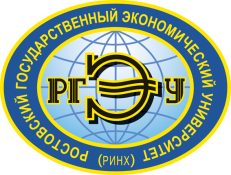 РОСТОВСКИЙ ГОСУДАРСТВЕННЫЙ ЭКОНОМИЧЕСКИЙ УНИВЕРСИТЕТ
РГЭУ
(РИНХ)